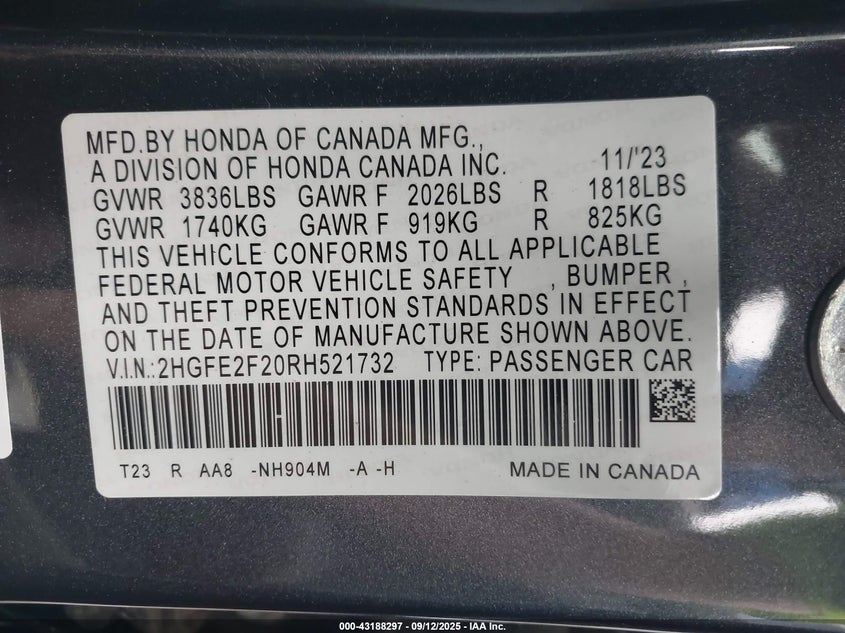 MFD.BY HONDA OF CANADA MFG.,
A DIVISION OF HONDA CANADA INC. 11/'23
GVWR 3836LBS GAWR F 2026LBS R 1818LBS
GVWR 1740KG GAWR F 919KG R 825KG
THIS VEHICLE CONFORMS TO ALL APPLICABLE
FEDERAL MOTOR VEHICLE SAFETY , BUMPER ,
AND THEFT PREVENTION STANDARDS IN EFFECT
ON THE DATE OF MANUFACTURE SHOWN ABOVE.
V.I.N.:2HGFE2F20RH521732 TYPE: PASSENGER CAR
T23 R AA8 -NH904M -A -H MADE IN CANADA
000-43188297 - 09/12/2025 - IAA Inc.